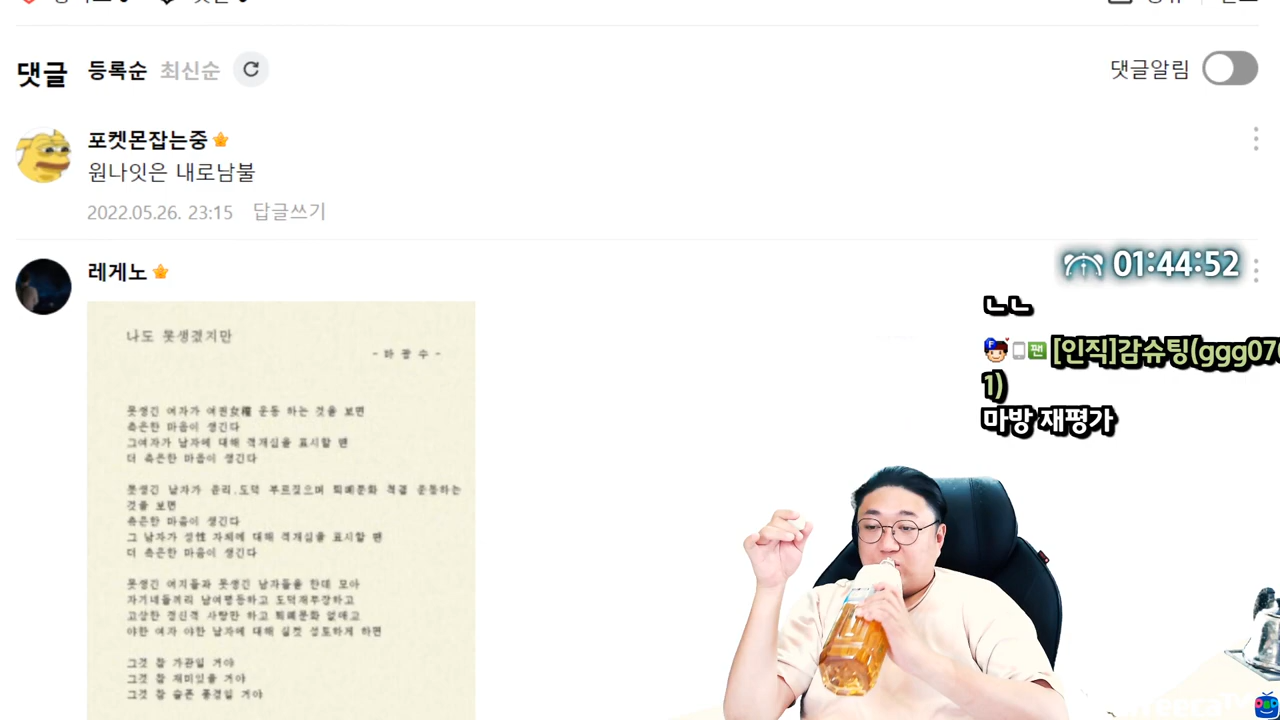 댓글 등록순 최신순
댓글알림
포켓몬잡는중
원나잇은 내로남불
2022.05.26. 23:15 답글쓰기
레게노
나도 못생겼지만
- 마 광 수 -
못생긴 여자가 여권女權 운동 하는 것을 보면
측은한 마음이 생긴다
그여자가 남자에 대해 적개심을 표시할 땐
더 측은한 마음이 생긴다
못생긴 남자가 윤리.도덕 부르짖으며 퇴폐문화 척결 운동하는
것을 보면
측은한 마음이 생긴다
그 남자가 성性 자체에 대해 적개심을 표시할 땐
더 측은한 마음이 생긴다
못생긴 여자들과 못생긴 남자들을 한데 모아
자기네들끼리 남여평등하고 도덕재무장하고
고상한 정신적 사랑만 하고 퇴폐문화 없애고
야한 여자 야한 남자에 대해 실컷 성토하게 하면
그것 참 가관일 거야
그것 참 재미있을 거야
그것 참 슬픈 풍경일 거야
01:44:52
ㄴㄴ
[인직]감슈팅(ggg070
1)
마방 재평가